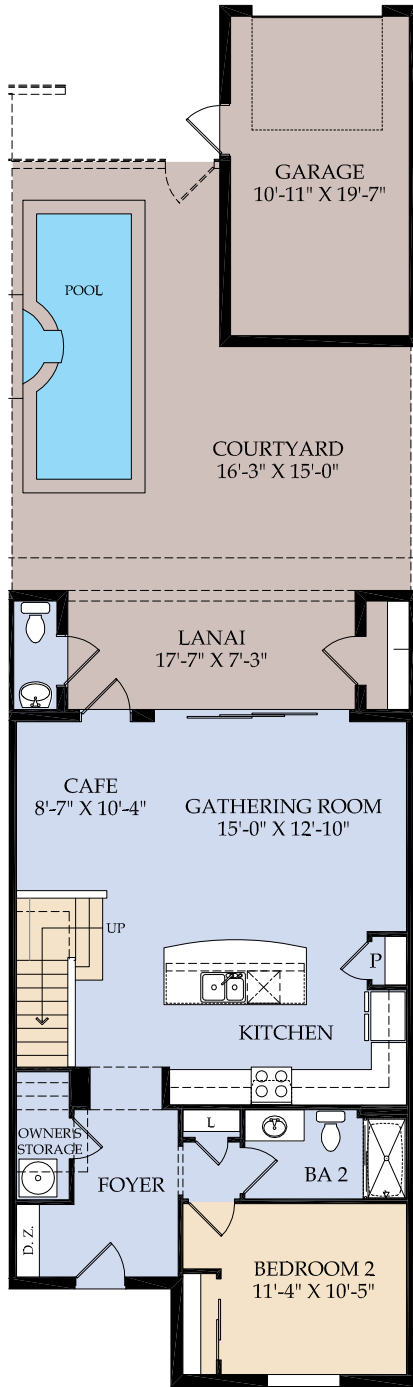 GARAGE
10'-11" X 19'-7"
POOL
COURTYARD
16'-3" X 15'-0"
LANAI
17'-7" X 7'-3"
CAFE
8'-7" X 10'-4"
GATHERING ROOM
15'-0" X 12'-10"
UP
P
KITCHEN
OWNER'S
STORAGE
L
FOYER
BA 2
D. Z.
BEDROOM 2
11'-4" X 10'-5"